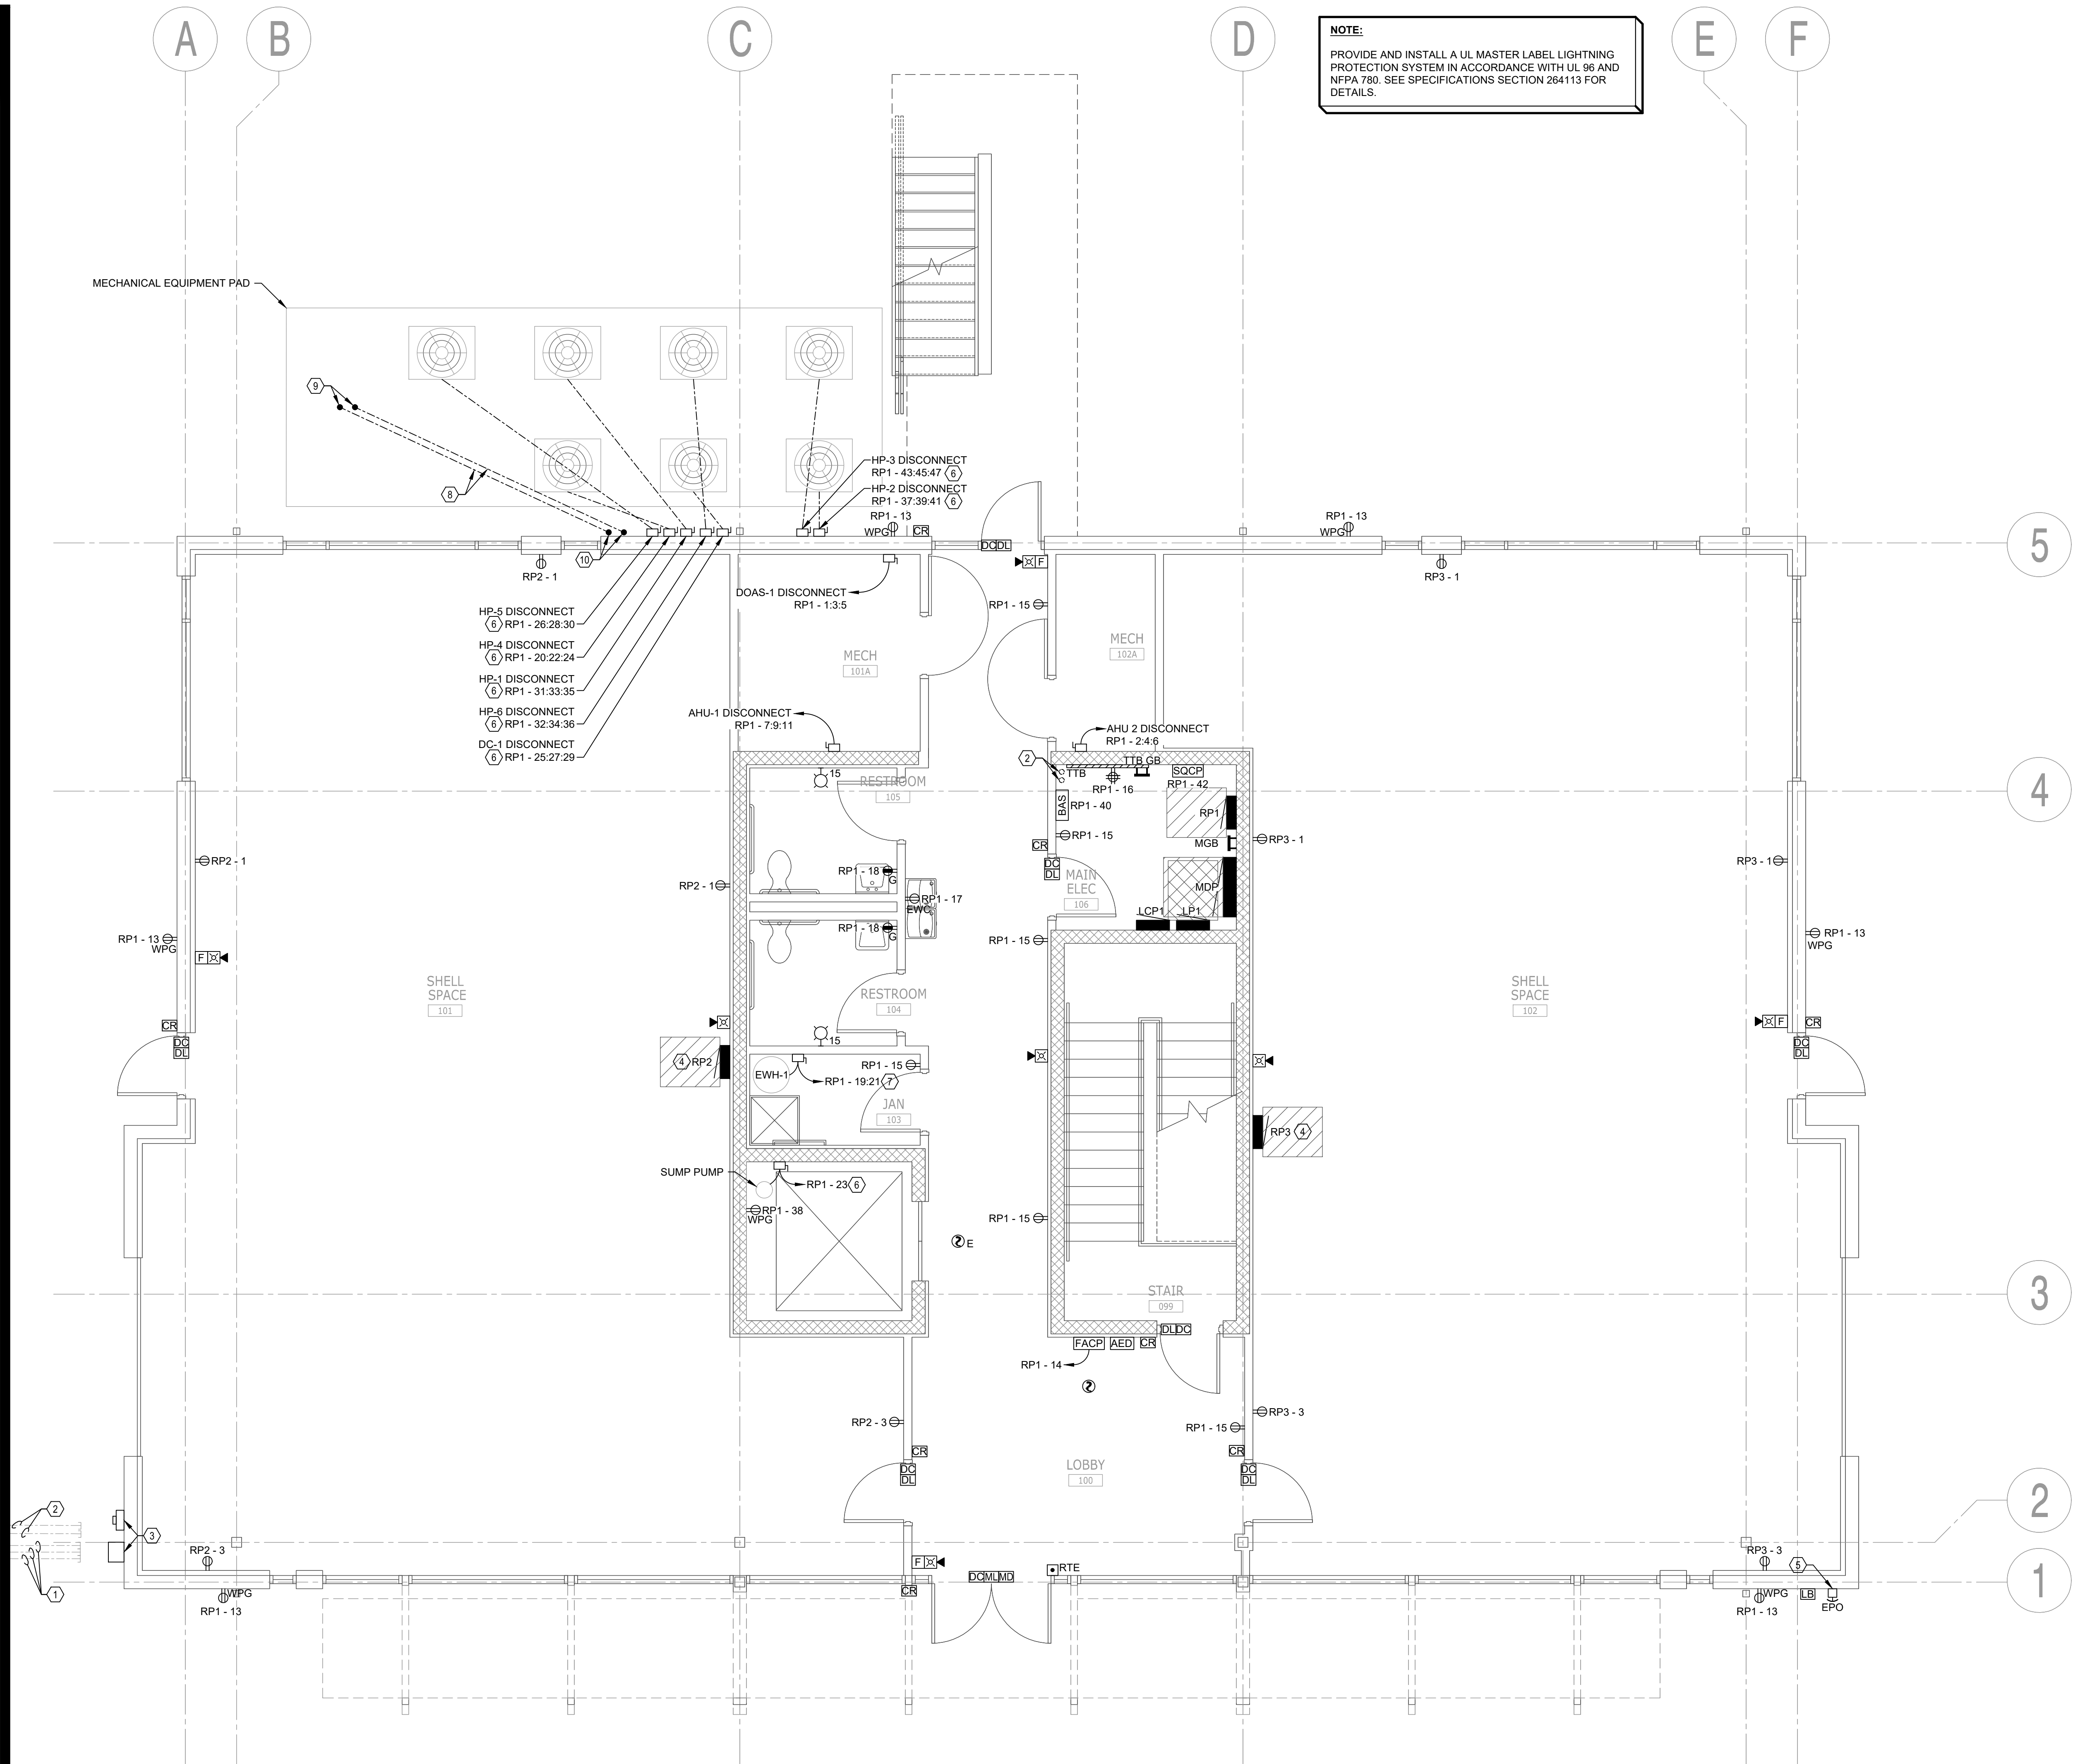 A
B
C
D
E
F
NOTE:
PROVIDE AND INSTALL A UL MASTER LABEL LIGHTNING
PROTECTION SYSTEM IN ACCORDANCE WITH UL 96 AND
NFPA 780. SEE SPECIFICATIONS SECTION 264113 FOR
DETAILS.
MECHANICAL EQUIPMENT PAD
9
8
HP-3 DISCONNECT
RP1 - 43:45:47 6
HP-2 DISCONNECT
RP1 - 37:39:41 6
RP1 - 13
WPG
CR
DC DL
RP1 - 13
WPG
5
10
RP2 - 1
F
RP3 - 1
DOAS-1 DISCONNECT
RP1 - 1:3:5
RP1 - 15
HP-5 DISCONNECT
6 RP1 - 26:28:30
HP-4 DISCONNECT
6 RP1 - 20:22:24
HP-1 DISCONNECT
6 RP1 - 31:33:35
HP-6 DISCONNECT
6 RP1 - 32:34:36
DC-1 DISCONNECT
6 RP1 - 25:27:29
MECH
101A
MECH
102A
AHU-1 DISCONNECT
RP1 - 7:9:11
AHU 2 DISCONNECT
RP1 - 2:4:6
2
TTB
TTB GB
SQCP
RP1 - 42
RP1 - 16
15
RESTROOM
105
BAS
RP1 - 40
RP1
4
RP1 - 15
MGB
CR
DC
DL
RP3 - 1
RP2 - 1
RP3 - 1
RP2 - 1
RP1 - 18
G
RP1 - 17
EWC
MAIN
ELEC
106
MDP
LCP1
LP1
RP1 - 18
G
RP1 - 15
RP1 - 13
WPG
F
RP1 - 13
WPG
SHELL
SPACE
101
RESTROOM
104
SHELL
SPACE
102
CR
DC
DL
F
CR
DC
DL
15
4 RP2
EWH-1
RP1 - 15
RP1 - 19:21 7
JAN
103
RP3 4
SUMP PUMP
RP1 - 23 6
RP1 - 38
WPG
RP1 - 15
E
3
STAIR
099
DL DC
FACP
AED
CR
RP1 - 14
RP2 - 3
RP3 - 3
RP1 - 15
CR
CR
DC
DL
DC
DL
LOBBY
100
2
2
3
1
RP2 - 3
RP3 - 3
5
F
RTE
DC ML MD
CR
1
WPG
RP1 - 13
WPG
RP1 - 13
LB
EPO